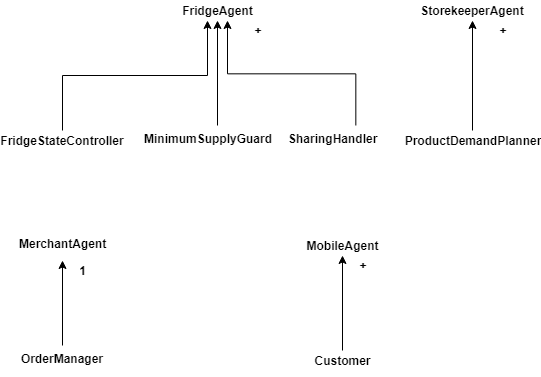 FridgeAgent
+
StorekeeperAgent
+
FridgeStateController
MinimumSupplyGuard
SharingHandler
ProductDemandPlanner
MerchantAgent
1
MobileAgent
+
OrderManager
Customer